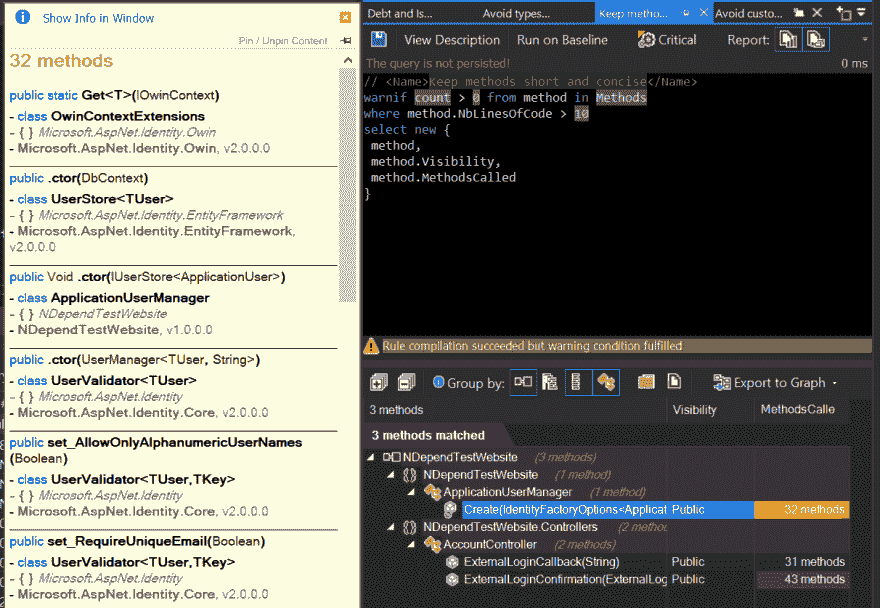 Show Info in Window
Pin / Unpin Content
32 methods
public static Get<T>(IOwinContext)
- class OwinContextExtensions
- { } Microsoft.AspNet.Identity.Owin
- Microsoft.AspNet.Identity.Owin, v2.0.0.0
public .ctor(DbContext)
- class UserStore<TUser>
- { } Microsoft.AspNet.Identity.EntityFramework
- Microsoft.AspNet.Identity.EntityFramework,
v2.0.0.0
public Void .ctor(IUserStore<ApplicationUser>)
- class ApplicationUserManager
- { } NDependTestWebsite
- NDependTestWebsite, v1.0.0.0
public .ctor(UserManager<TUser, String>)
- class UserValidator<TUser>
- { } Microsoft.AspNet.Identity
- Microsoft.AspNet.Identity.Core, v2.0.0.0
public set_AllowOnlyAlphanumericUserNames
(Boolean)
- class UserValidator<TUser,TKey>
- { } Microsoft.AspNet.Identity
- Microsoft.AspNet.Identity.Core, v2.0.0.0
public set_RequireUniqueEmail(Boolean)
- class UserValidator<TUser,TKey>
- { } Microsoft.AspNet.Identity
- Microsoft.AspNet.Identity.Core, v2.0.0.0
Debt and Is... Avoid types... Keep metho... Avoid custo...
View Description Run on Baseline Critical Report:
The query is not persisted! 0 ms
// <Name>Keep methods short and concise</Name>
warnif count > 0 from method in Methods
where method.NbLinesOfCode > 10
select new {
method,
method.Visibility,
method.MethodsCalled
}
Rule compilation succeeded but warning condition fulfilled
Group by: Export to Graph
3 methods Visibility MethodsCalle
3 methods matched
NDependTestWebsite (3 methods)
{} NDependTestWebsite (1 method)
ApplicationUserManager (1 method)
Create(IdentityFactoryOptions<Applicat Public 32 methods
{} NDependTestWebsite.Controllers (2 metho
AccountController (2 methods)
ExternalLoginCallback(String) Public 31 methods
ExternalLoginConfirmation(ExternalLog Public 43 methods